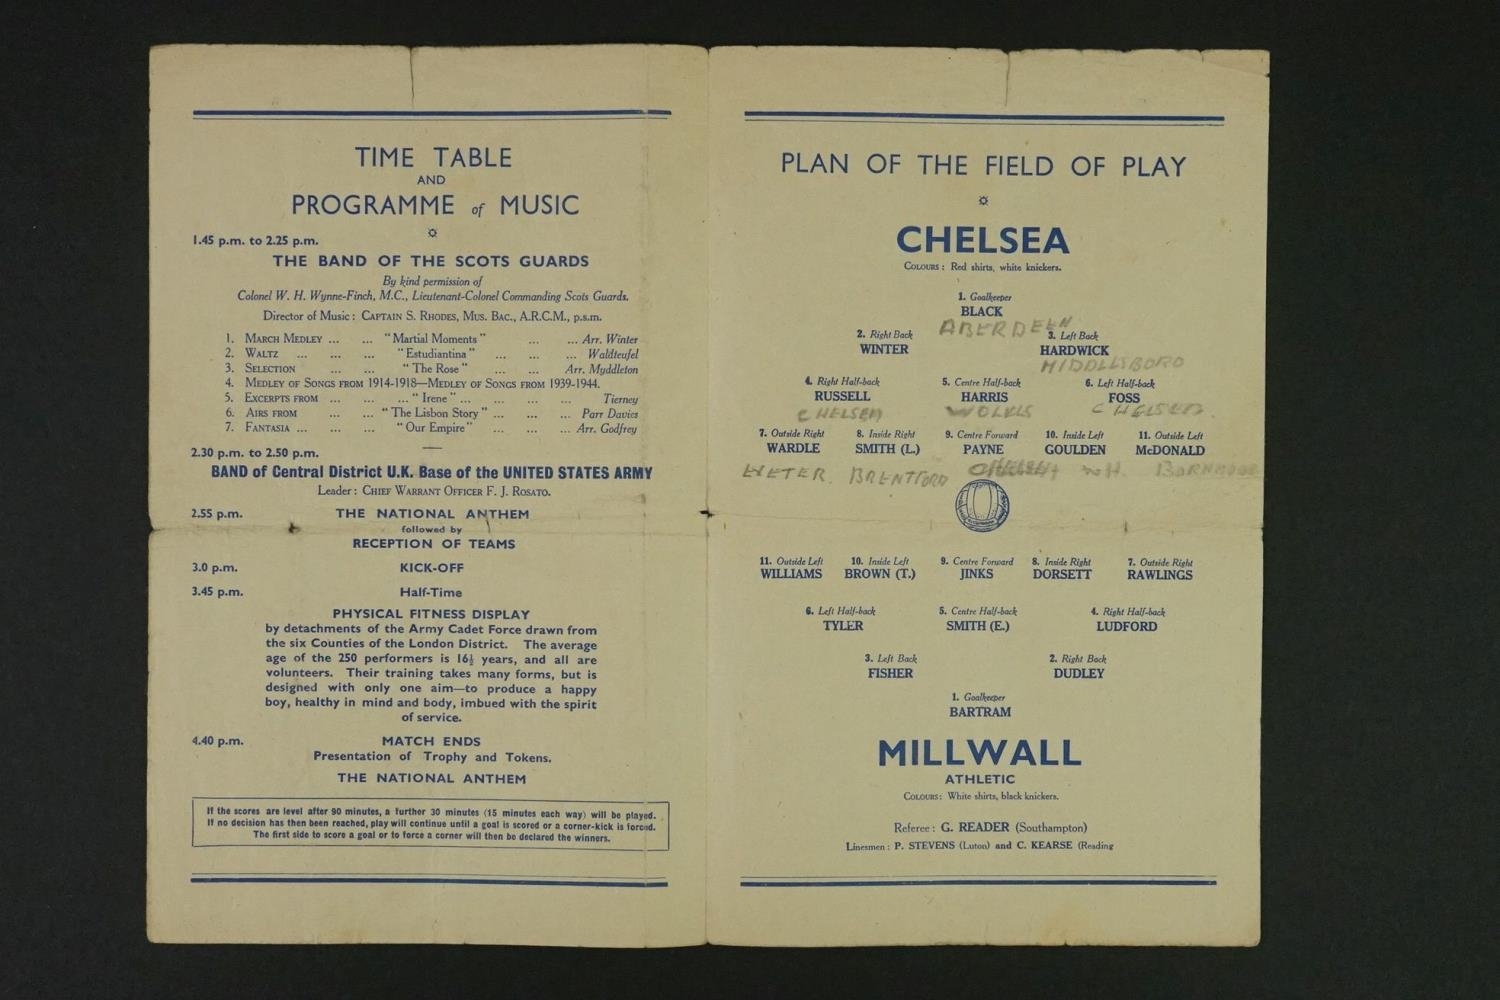 TIME TABLE
AND
PROGRAMME of MUSIC
1.45 p.m. to 2.25 p.m.
THE BAND OF THE SCOTS GUARDS
By kind permission of
Colonel W. H. Wynne-Finch, M.C., Lieutenant-Colonel Commanding Scots Guards.
Director of Music: CAPTAIN S. RHODES, MUS. BAC., A.R.C.M., p.s.m.
1. MARCH MEDLEY ... ... "Martial Moments" ... ... Arr. Winter
2. WALTZ ... ... ... "Estudiantina" ... ... ... Waldteufel
3. SELECTION ... ... "The Rose" ... ... Arr. Myddleton
4. MEDLEY OF SONGS FROM 1914-1918—MEDLEY OF SONGS FROM 1939-1944.
5. EXCERPTS FROM ... ... ..."Irene"... ... ... ... Tierney
6. AIRS FROM ... ... "The Lisbon Story" ... ... Parr Davies
7. FANTASIA ... ... ... "Our Empire" ... ... ... Arr. Godfrey
2.30 p.m. to 2.50 p.m.
BAND of Central District U.K. Base of the UNITED STATES ARMY
Leader: CHIEF WARRANT OFFICER F. J. ROSATO.
2.55 p.m. THE NATIONAL ANTHEM
followed by
RECEPTION OF TEAMS
3.0 p.m. KICK-OFF
3.45 p.m. Half-Time
PHYSICAL FITNESS DISPLAY
by detachments of the Army Cadet Force drawn from
the six Counties of the London District. The average
age of the 250 performers is 16½ years, and all are
volunteers. Their training takes many forms, but is
designed with only one aim—to produce a happy
boy, healthy in mind and body, imbued with the spirit
of service.
4.40 p.m. MATCH ENDS
Presentation of Trophy and Tokens.
THE NATIONAL ANTHEM
If the scores are level after 90 minutes, a further 30 minutes (15 minutes each way) will be played.
If no decision has then been reached, play will continue until a goal is scored or a corner-kick is forced.
The first side to score a goal or to force a corner will then be declared the winners.
PLAN OF THE FIELD OF PLAY
CHELSEA
COLOURS: Red shirts, white knickers.
1. Goalkeeper
BLACK
ABERDEEN
2. Right Back 3. Left Back
WINTER HARDWICK
MIDDLLSBORO
4. Right Half-back 5. Centre Half-back 6. Left Half-back
RUSSELL HARRIS FOSS
CHELSEA WOLVES CHELSEA.
7. Outside Right 8. Inside Right 9. Centre Forward 10. Inside Left 11. Outside Left
WARDLE SMITH (L.) PAYNE GOULDEN McDONALD
EXETER. BRENTFORD CHELSEA WH.
11. Outside Left 10. Inside Left 9. Centre Forward 8. Inside Right 7. Outside Right
WILLIAMS BROWN (T.) JINKS DORSETT RAWLINGS
6. Left Half-back 5. Centre Half-back 4. Right Half-back
TYLER SMITH (E.) LUDFORD
3. Left Back 2. Right Back
FISHER DUDLEY
1. Goalkeeper
BARTRAM
MILLWALL
ATHLETIC
COLOURS: White shirts, black knickers.
Referee: G. READER (Southampton)
Linesmen: P. STEVENS (Luton) and C. KEARSE (Reading